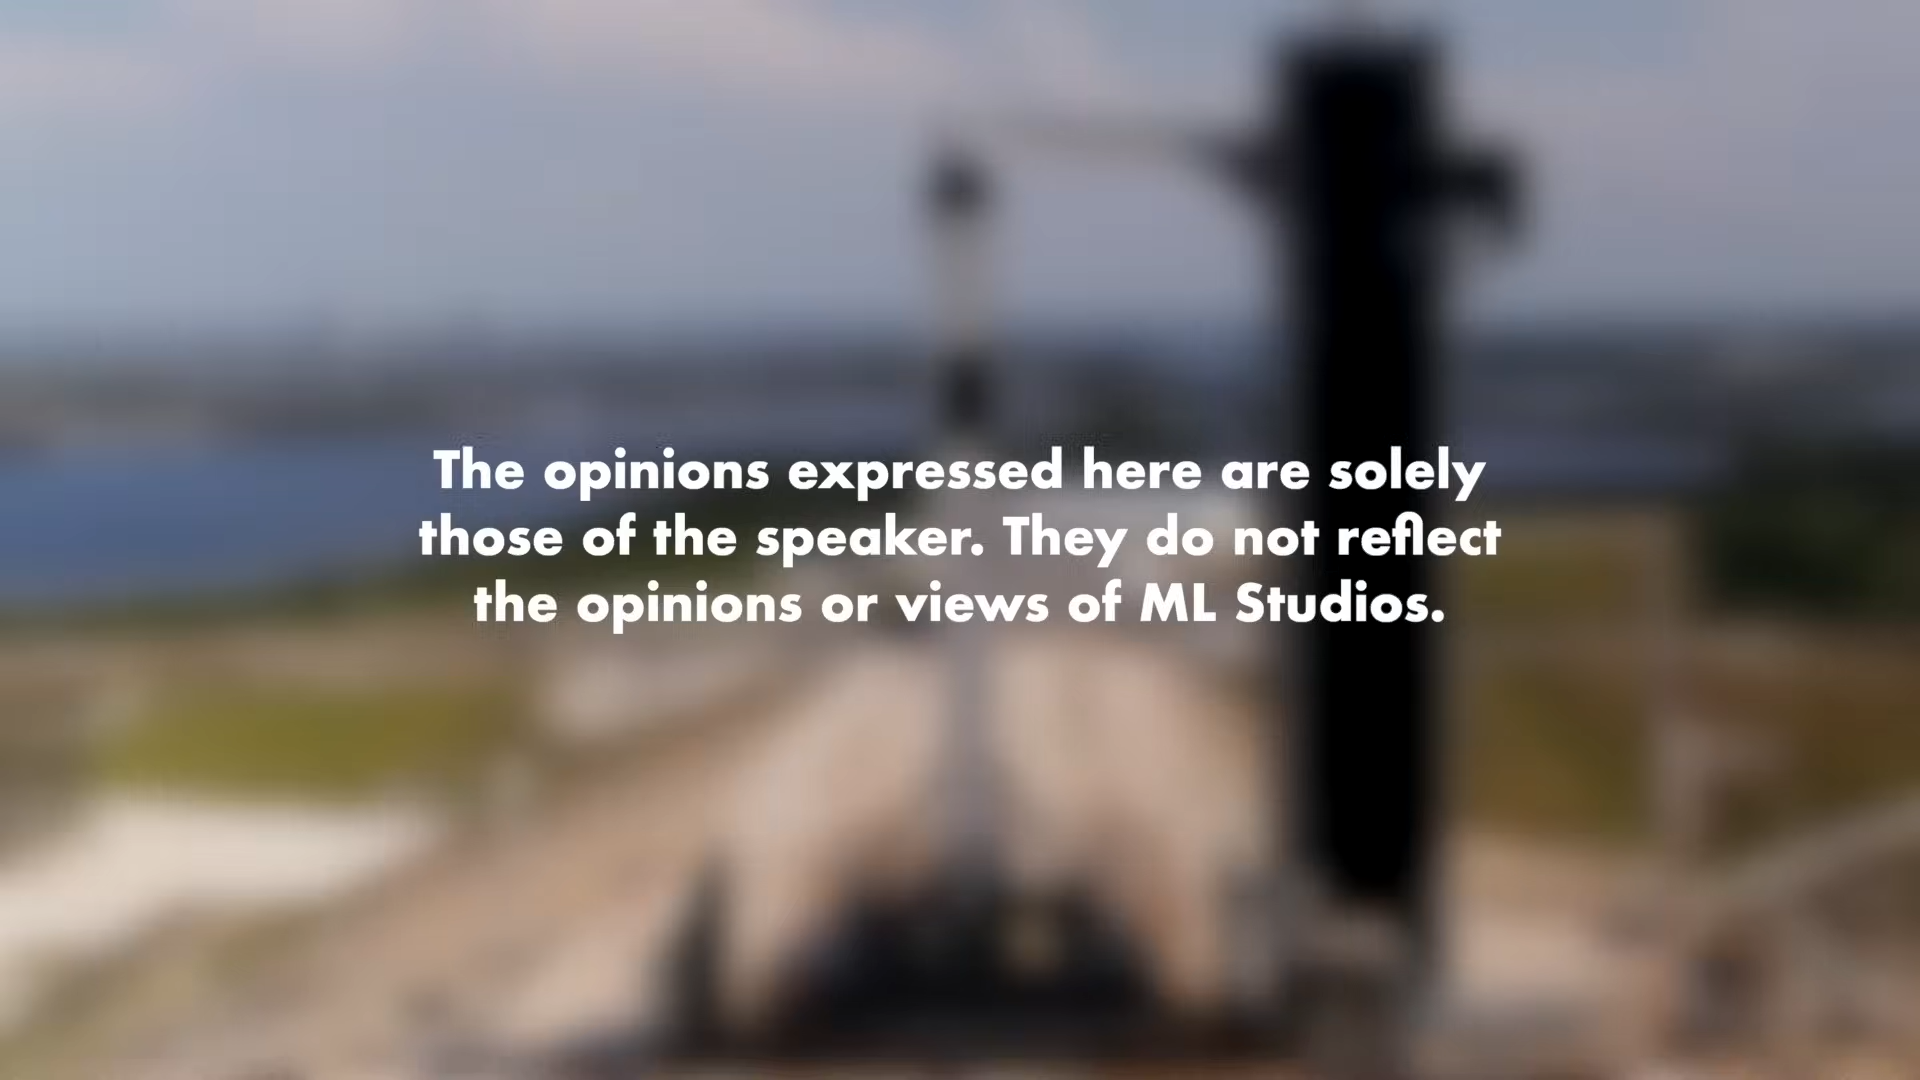 The opinions expressed here are solely
those of the speaker. They do not reflect
the opinions or views of ML Studios.